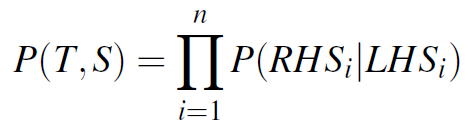 P(T,S) = ∏_{i=1}^{n} P(RHS_i|LHS_i)